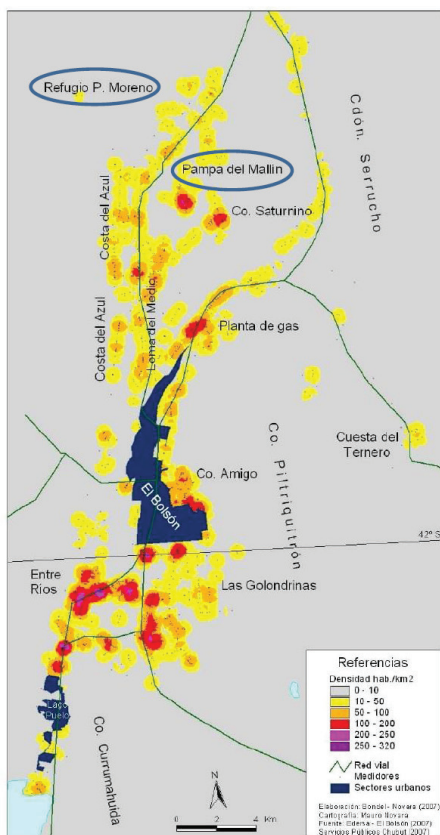 Refugio P. Moreno
Pampa del Mallín
Cdón. Serrucho
Costa del Azul
Co. Saturnino
Loma del Medio
Costa del Azul
Planta de gas
Cuesta del
Ternero
Co. Amigo
Co. Piltriquitrón
El Bolsón
42º S
Entre
Ríos
Las Golondrinas
Lago
Puelo
Co. Currumahuida
Referencias
Densidad hab./km2
0 - 10
10 - 50
50 - 100
100 - 200
200 - 250
250 - 320
Red vial
Medidores
Sectores urbanos
N
2 0 2 4 Km
Elaboración: Bondel - Novara (2007)
Cartografía: Mauro Novara
Fuente: Edersa - El Bolsón (2007)
Servicios Públicos Chubut (2007)